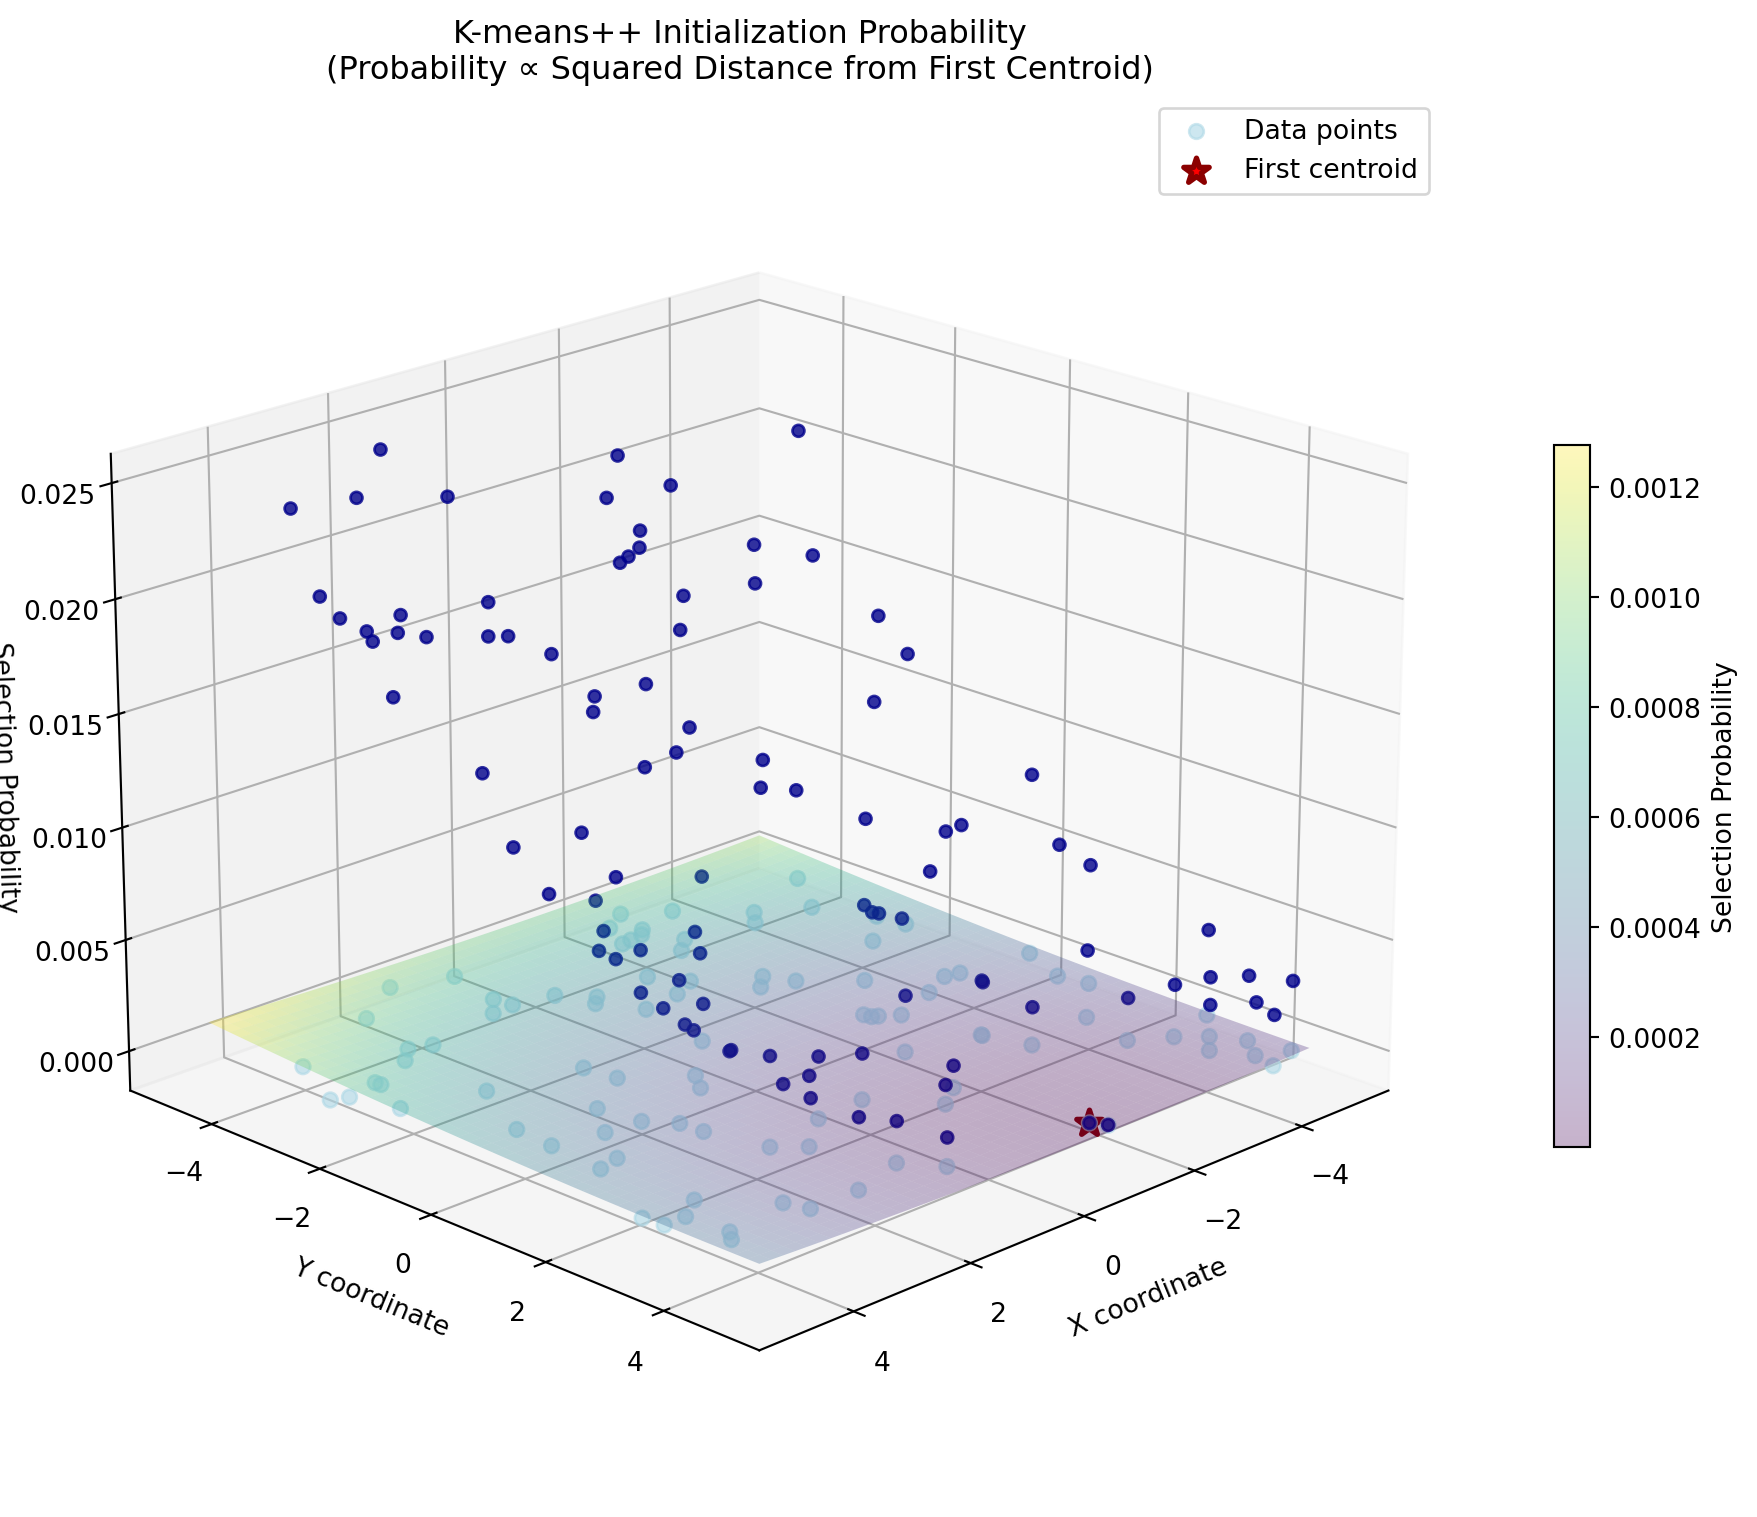 K-means++ Initialization Probability
(Probability ∝ Squared Distance from First Centroid)
Data points
First centroid
0.025
0.020
0.015
0.010
0.005
0.000
Selection Probability
−4
−2
0
2
4
Y coordinate
4
2
0
−2
−4
X coordinate
0.0012
0.0010
0.0008
0.0006
0.0004
0.0002
Selection Probability